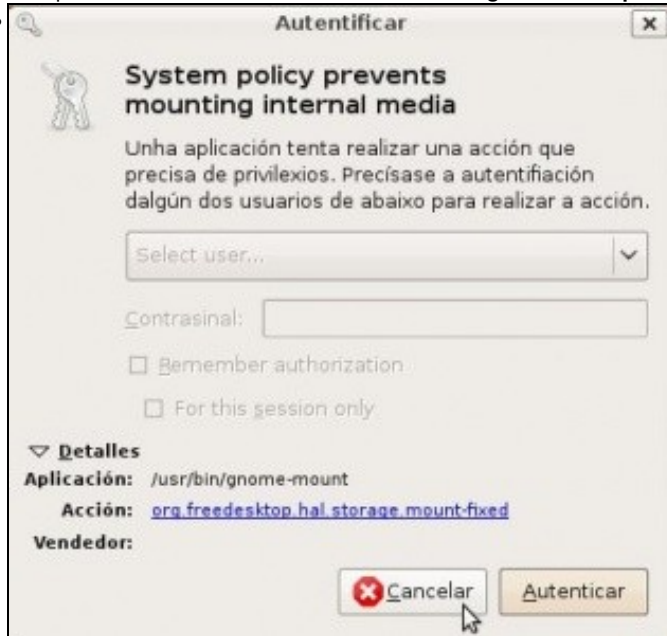 Autentificar
System policy prevents
mounting internal media
Unha aplicación tenta realizar una acción que
precisa de privilexios. Precísase a autentifiación
dalgún dos usuarios de abaixo para realizar a acción.
Select user...
Contrasinal:
Remember authorization
For this session only
Detalles
Aplicación: /usr/bin/gnome-mount
Acción: org.freedesktop.hal.storage.mount-fixed
Vendedor:
Cancelar Autenticar